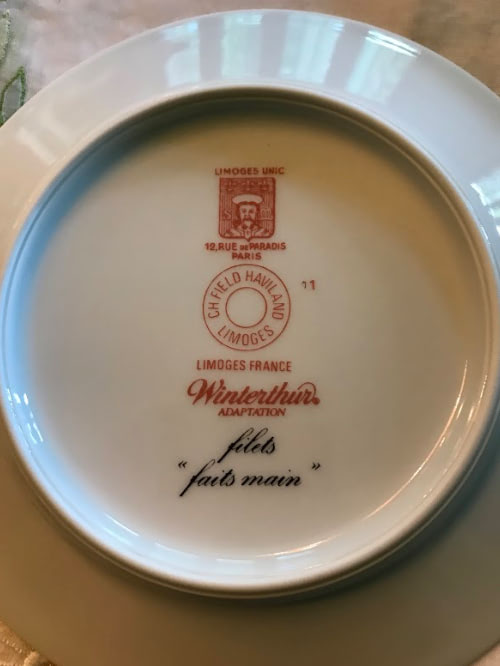 LIMOGES UNIC
12, RUE DE PARADIS
PARIS
CH FIELD HAVILAND
LIMOGES
11
LIMOGES FRANCE
Winterthur
ADAPTATION
filets
“faits main”